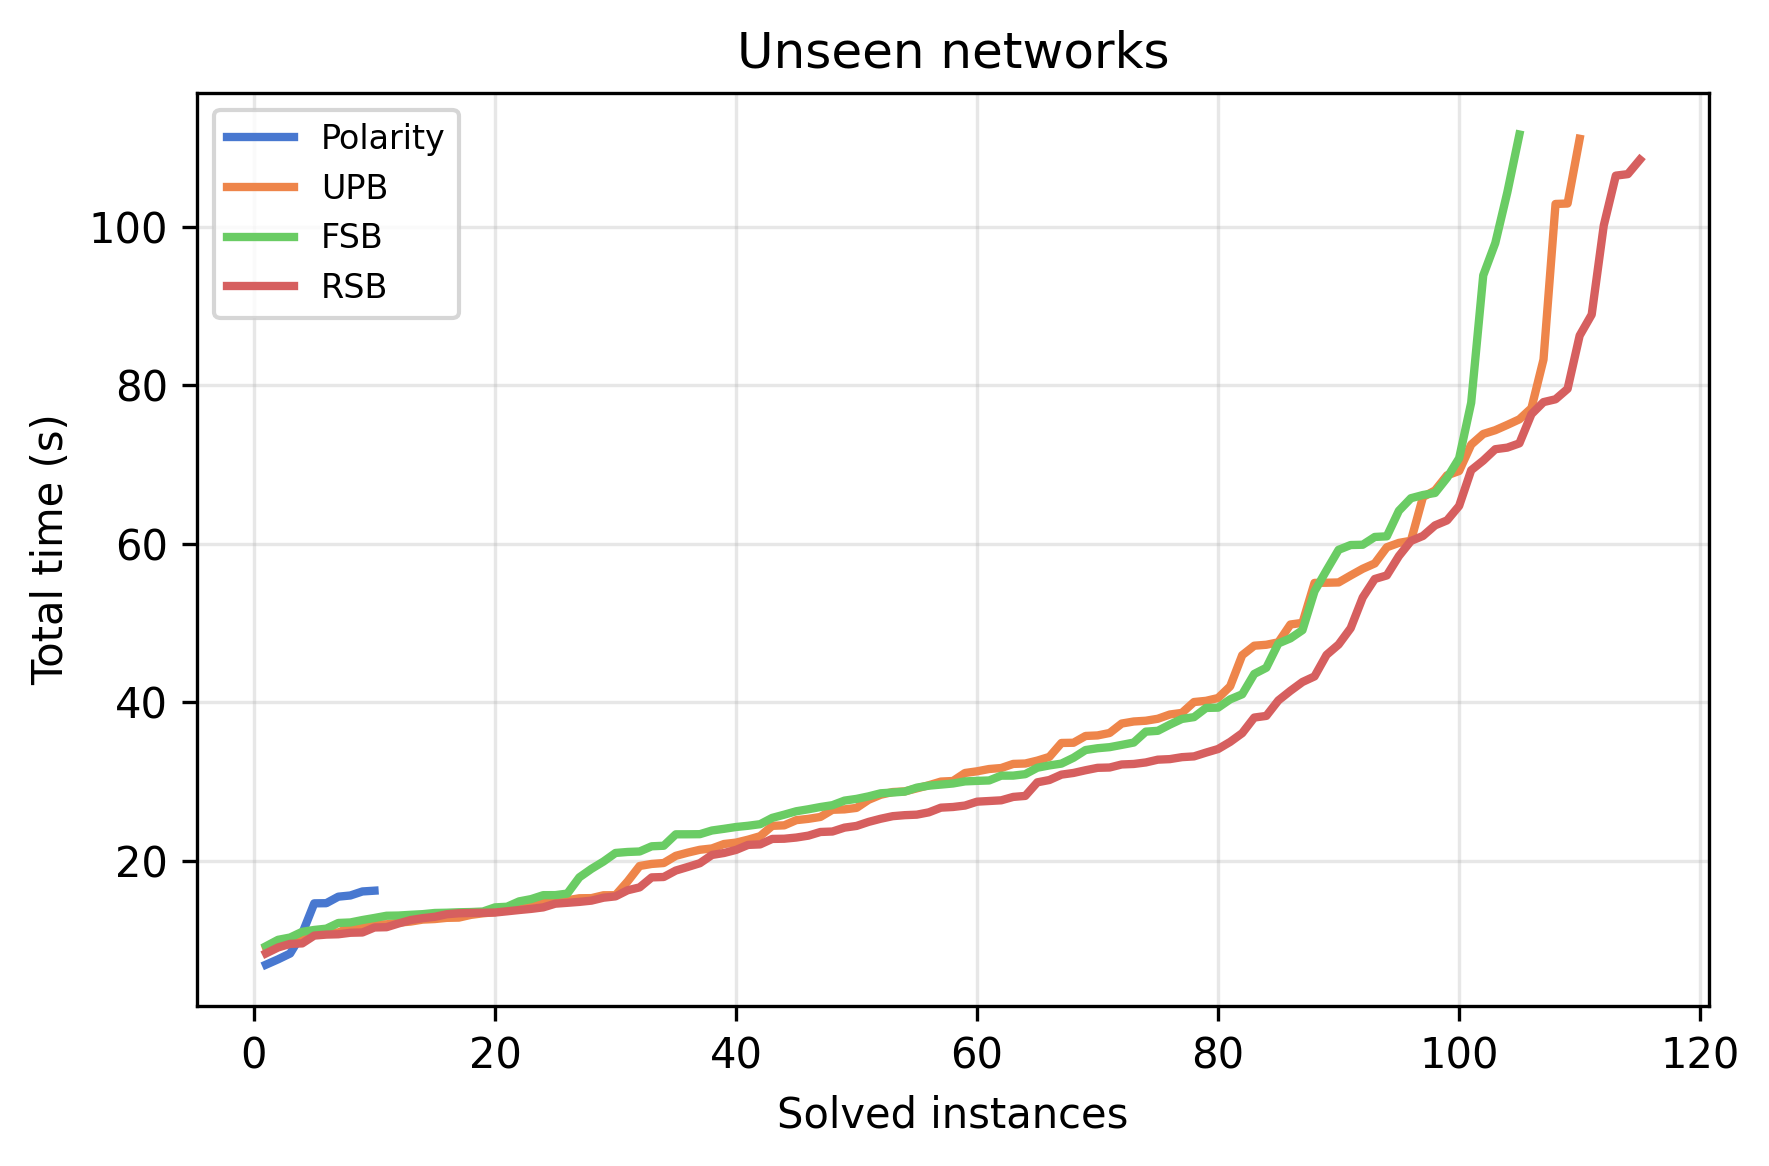 Unseen networks
Polarity
UPB
FSB
RSB
Total time (s)
100
80
60
40
20
0 20 40 60 80 100 120
Solved instances